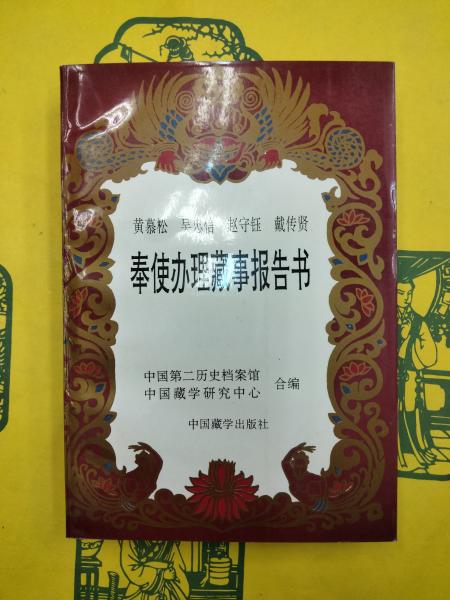 黄慕松 吴忠信 赵守钰 戴传贤
奉使办理藏事报告书
中国第二历史档案馆
中国藏学研究中心
合编
中国藏学出版社